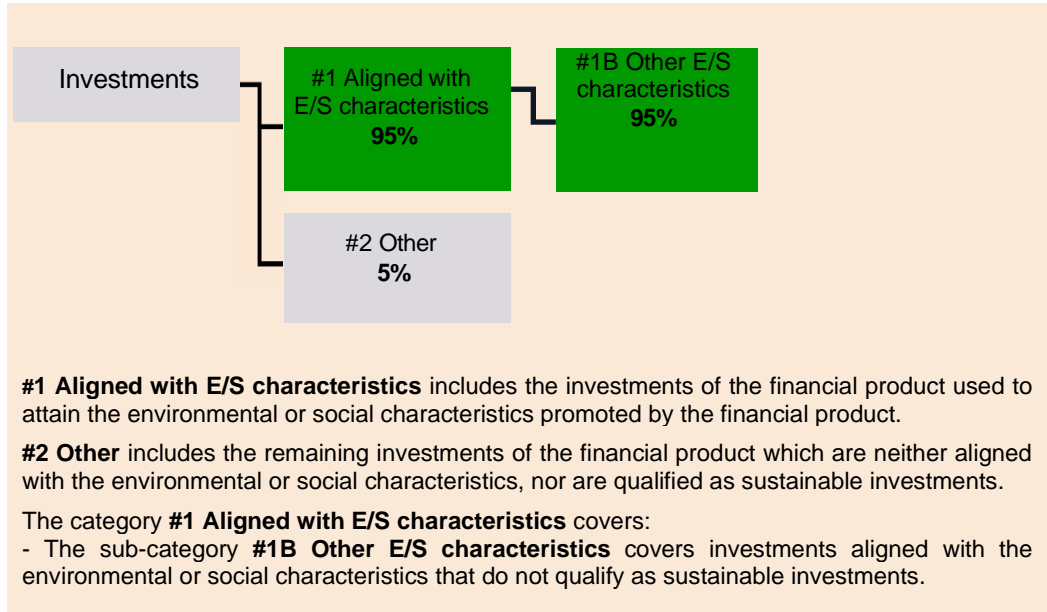 Investments
#1 Aligned with
E/S characteristics
95%
#1B Other E/S
characteristics
95%
#2 Other
5%
#1 Aligned with E/S characteristics includes the investments of the financial product used to
attain the environmental or social characteristics promoted by the financial product.
#2 Other includes the remaining investments of the financial product which are neither aligned
with the environmental or social characteristics, nor are qualified as sustainable investments.
The category #1 Aligned with E/S characteristics covers:
- The sub-category #1B Other E/S characteristics covers investments aligned with the
environmental or social characteristics that do not qualify as sustainable investments.